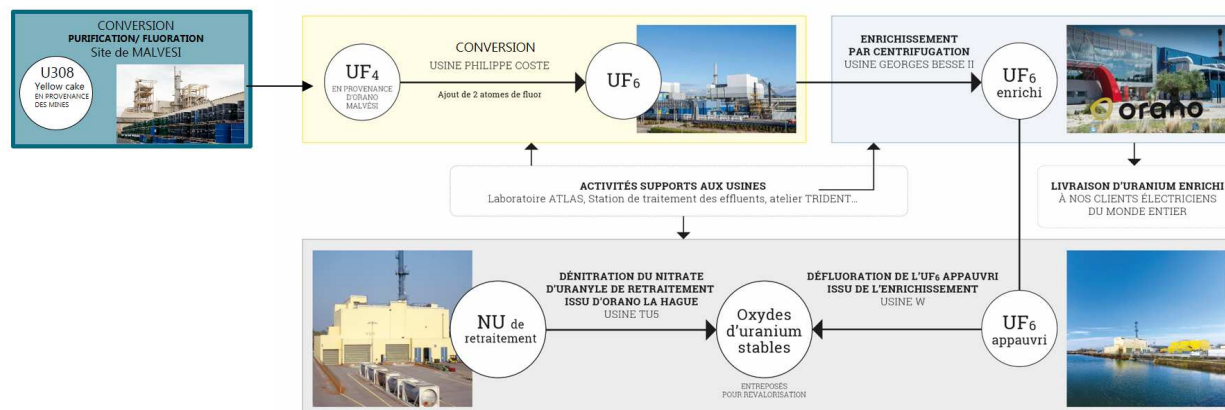 CONVERSION
PURIFICATION/ FLUORATION
Site de MALVESI
U308
Yellow cake
EN PROVENANCE
DES MINES
UF4
EN PROVENANCE
D'ORANO
MALVÉSI
CONVERSION
USINE PHILIPPE COSTE
Ajout de 2 atomes de fluor
UF6
ENRICHISSEMENT
PAR CENTRIFUGATION
USINE GEORGES BESSE II
UF6
enrichi
orano
ACTIVITÉS SUPPORTS AUX USINES
Laboratoire ATLAS, Station de traitement des effluents, atelier TRIDENT...
LIVRAISON D'URANIUM ENRICHI
À NOS CLIENTS ÉLECTRICIENS
DU MONDE ENTIER
NU de
retraitement
DÉNITRATION DU NITRATE
D'URANYLE DE RETRAITEMENT
ISSU D'ORANO LA HAGUE
USINE TU5
Oxydes
d'uranium
stables
ENTREPOSÉS
POUR REVALORISATION
DÉFLUORATION DE L'UF6 APPAUVRI
ISSU DE L'ENRICHISSEMENT
USINE W
UF6
appauvri